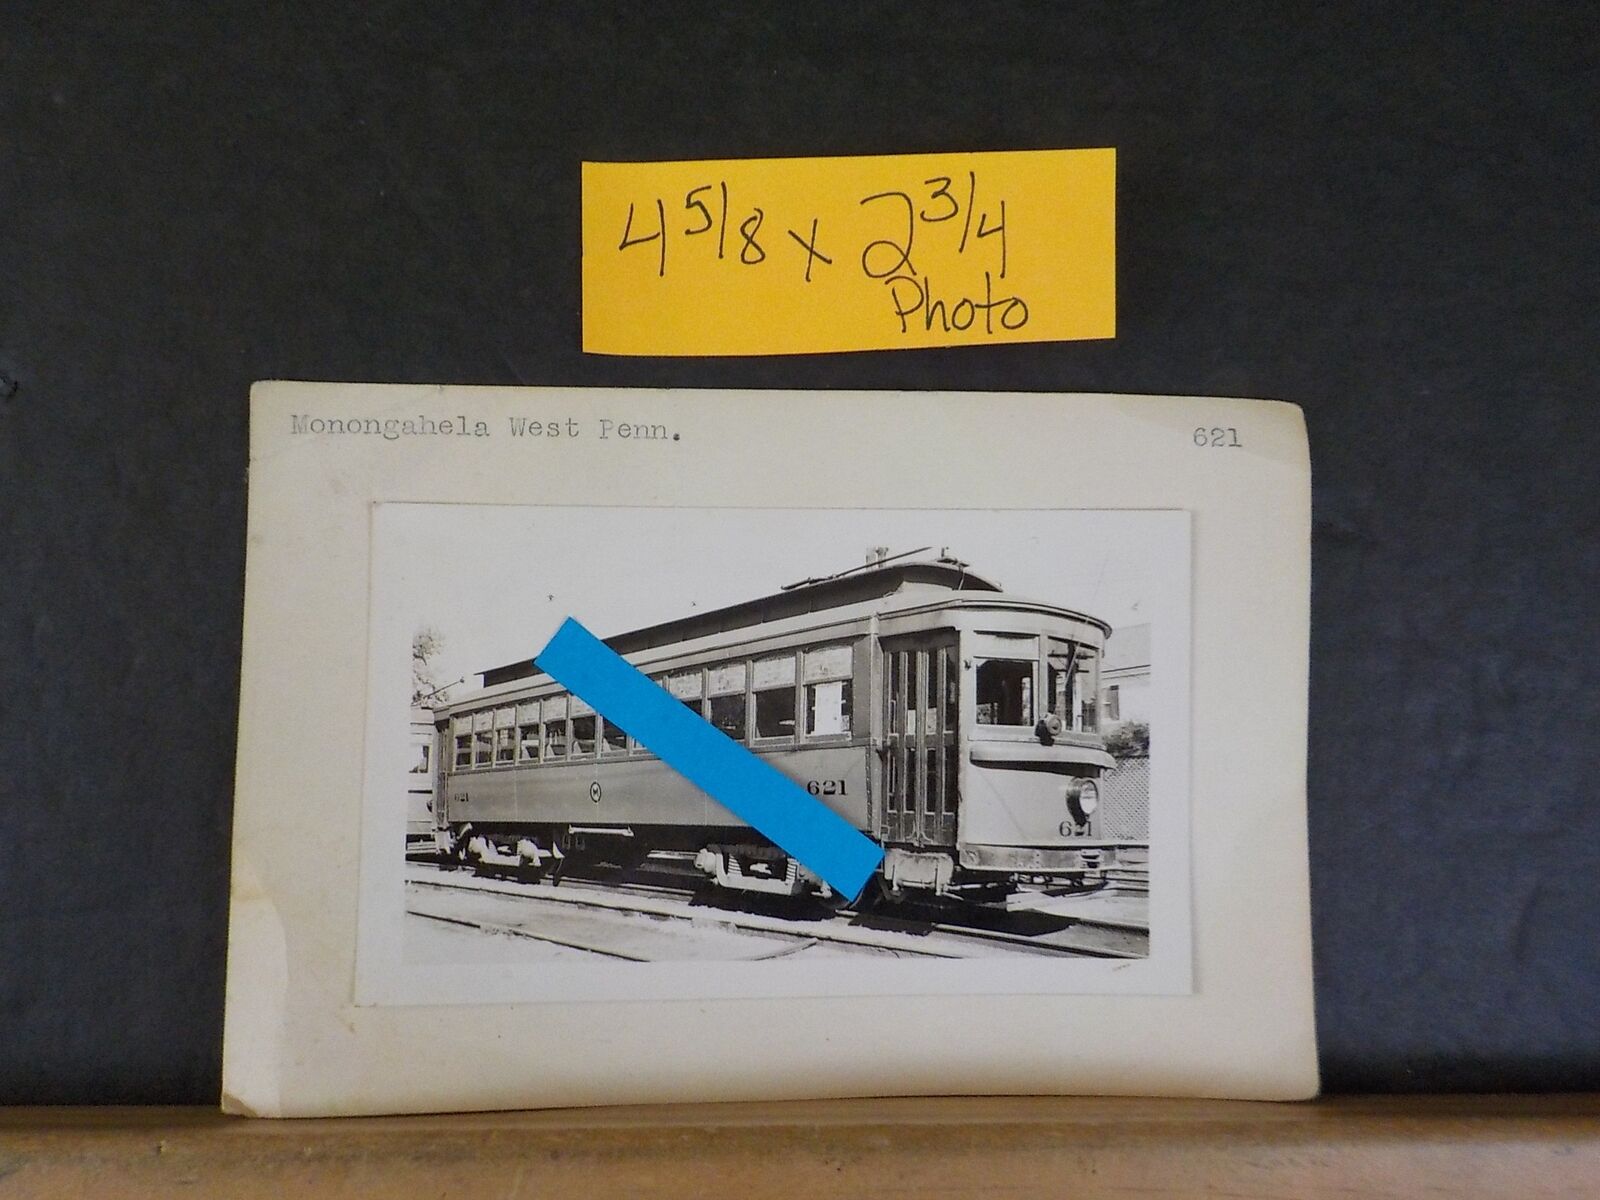 4 5/8 x 2 3/4
Photo
Monongahela West Penn. 621
621
621
621
M